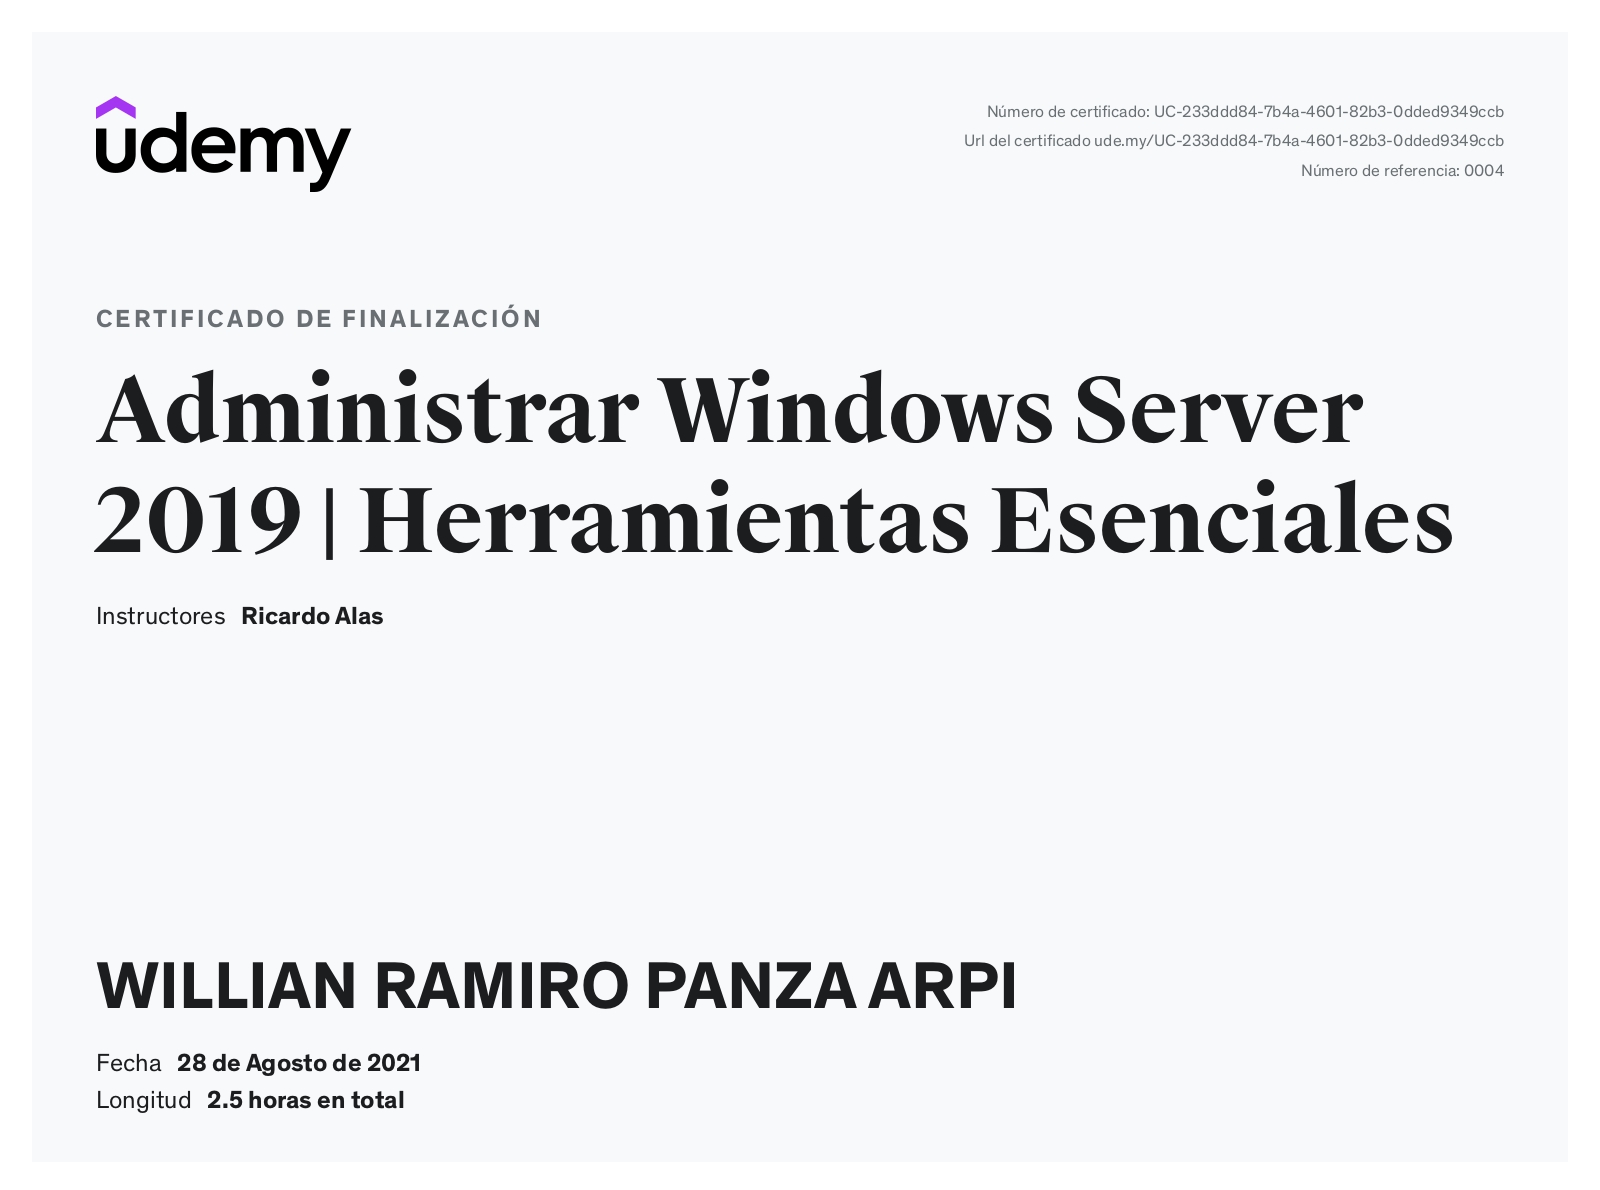 udemy
Número de certificado: UC-233ddd84-7b4a-4601-82b3-0dded9349ccb
Url del certificado ude.my/UC-233ddd84-7b4a-4601-82b3-0dded9349ccb
Número de referencia: 0004
CERTIFICADO DE FINALIZACIÓN
Administrar Windows Server
2019 | Herramientas Esenciales
Instructores Ricardo Alas
WILLIAN RAMIRO PANZA ARPI
Fecha 28 de Agosto de 2021
Longitud 2.5 horas en total